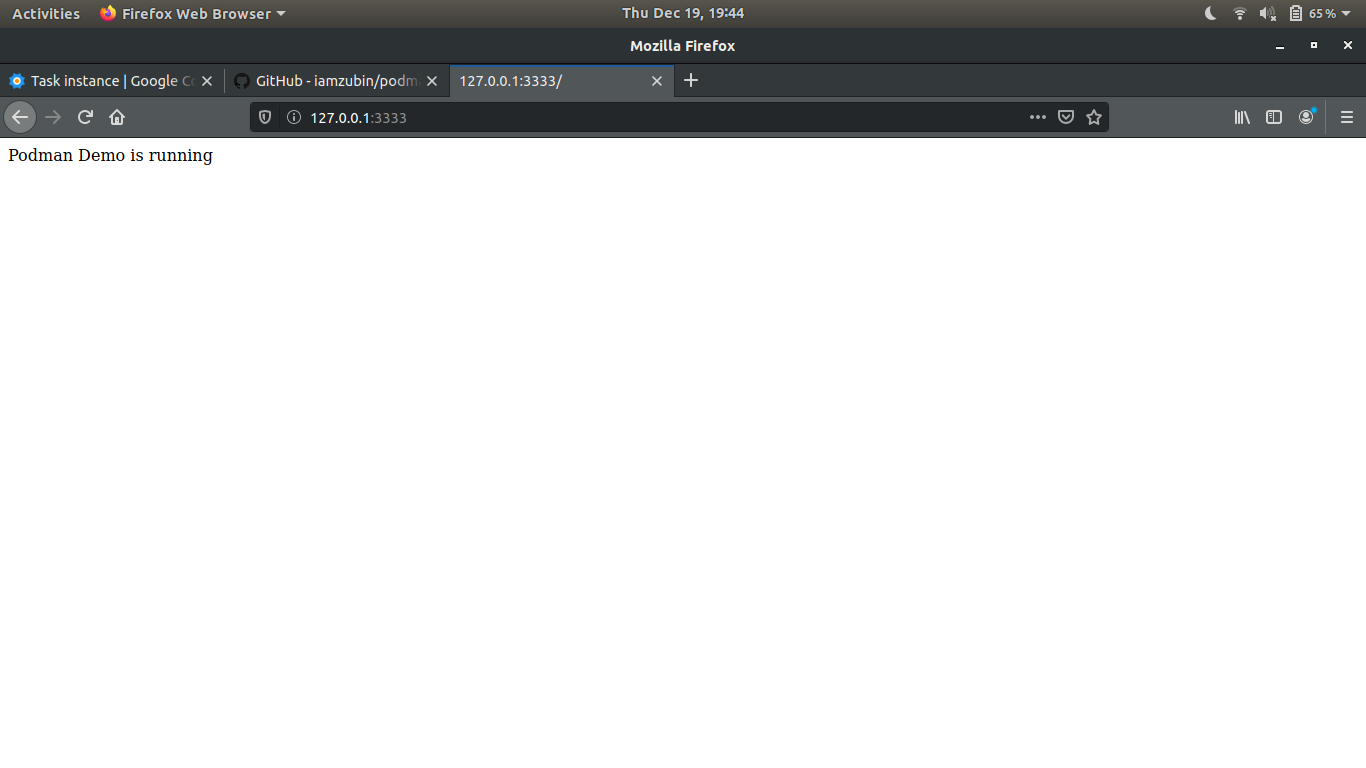 Activities Firefox Web Browser Thu Dec 19, 19:44 65%
Mozilla Firefox
Task instance | Google GitHub - iamzubin/podm 127.0.0.1:3333/
127.0.0.1:3333
Podman Demo is running